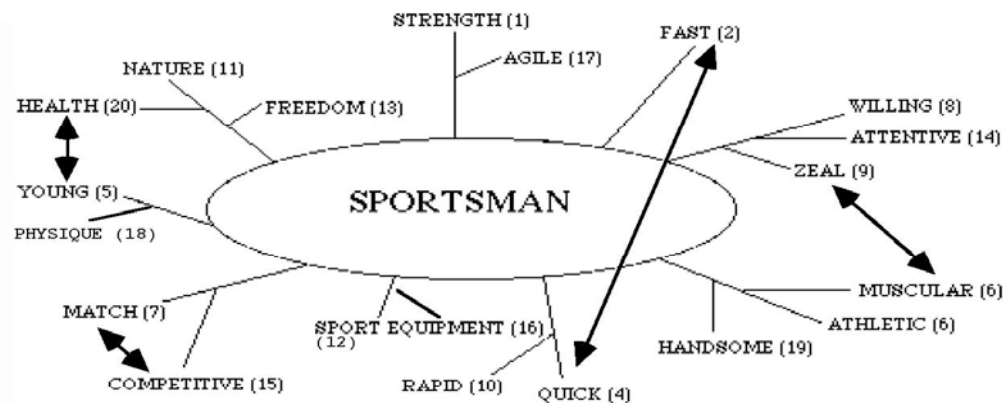 STRENGTH (1)
FAST (2)
AGILE (17)
NATURE (11)
HEALTH (20)
FREEDOM (13)
WILLING (8)
ATTENTIVE (14)
ZEAL (9)
YOUNG (5)
SPORTSMAN
PHYSIQUE (18)
MUSCULAR (6)
MATCH (7)
SPORT EQUIPMENT (16)
(12)
ATHLETIC (6)
HANDSOME (19)
COMPETITIVE (15)
RAPID (10)
QUICK (4)